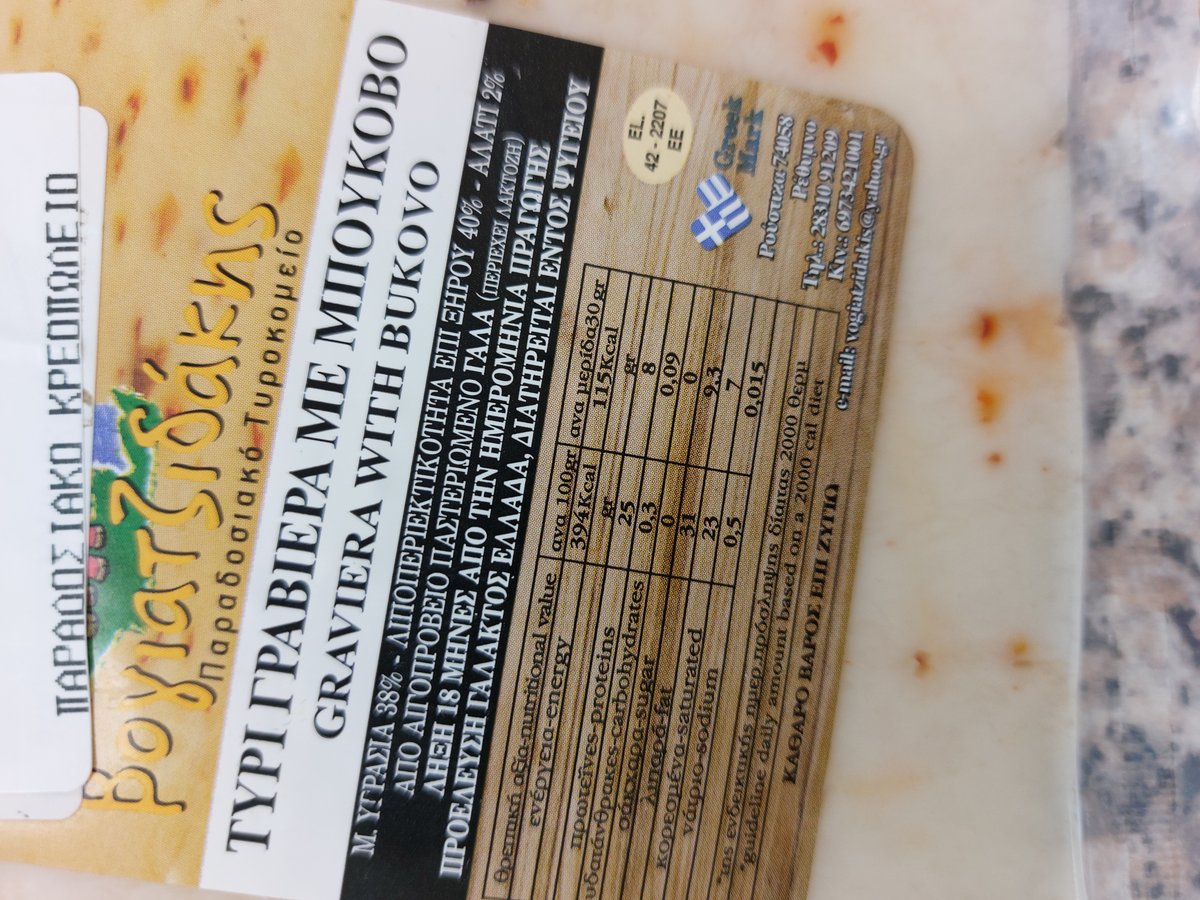 ΠΑΡΑΔΟΣΙΑΚΟ ΚΡΕΟΠΩΛΕΙΟ
Βογιατζιδάκης
Παραδοσιακό Τυροκομείο
ΤΥΡΙ ΓΡΑΒΙΕΡΑ ΜΕ ΜΠΟΥΚΟΒΟ
GRAVIERA WITH BUKOVO
Μ. ΥΓΡΑΣΙΑ 38% - ΛΙΠΟΠΕΡΙΕΚΤΙΚΟΤΗΤΑ ΕΠΙ ΞΗΡΟΥ 40% - ΑΛΑΤΙ 2%
ΑΠΟ ΑΙΓΟΠΡΟΒΕΙΟ ΠΑΣΤΕΡΙΩΜΕΝΟ ΓΑΛΑ (ΠΕΡΙΕΧΕΙ ΛΑΚΤΟΖΗ)
ΛΗΞΗ 18 ΜΗΝΕΣ ΑΠΟ ΤΗΝ ΗΜΕΡΟΜΗΝΙΑ ΠΡΑΓΩΓΗΣ
ΠΡΟΕΛΕΥΣΗ ΓΑΛΑΚΤΟΣ ΕΛΛΑΔΑ, ΔΙΑΤΗΡΕΙΤΑΙ ΕΝΤΟΣ ΨΥΓΕΙΟΥ
θρεπτική αξία-nutritional value ανα 100gr ανα μερίδα30 gr
ενέργεια-energy 394Kcal 115Kcal
gr gr
πρωτεΐνες-proteins 25 8
υδατάνθρακες-carbohydrates 0,3 0,09
σάκχαρα-sugar 0 0
λιπαρά-fat 31 9,3
κορεσμένα-saturated 23 7
νάτριο-sodium 0,5 0,015
*της ενδεικτικής ημερ.πρόσληψης δίαιτας 2000 θερμ
*guideline daily amount based on a 2000 cal diet
ΚΑΘΑΡΟ ΒΑΡΟΣ ΕΠΙ ΖΥΓΩ
EL.
42 - 2207
EE
Greek
Mark
Ρούστικα 74058
Ρέθυμνο
Τηλ.: 28310 91209
Κιν.: 6973421001
e-mail: vogiatzidakis@yahoo.gr